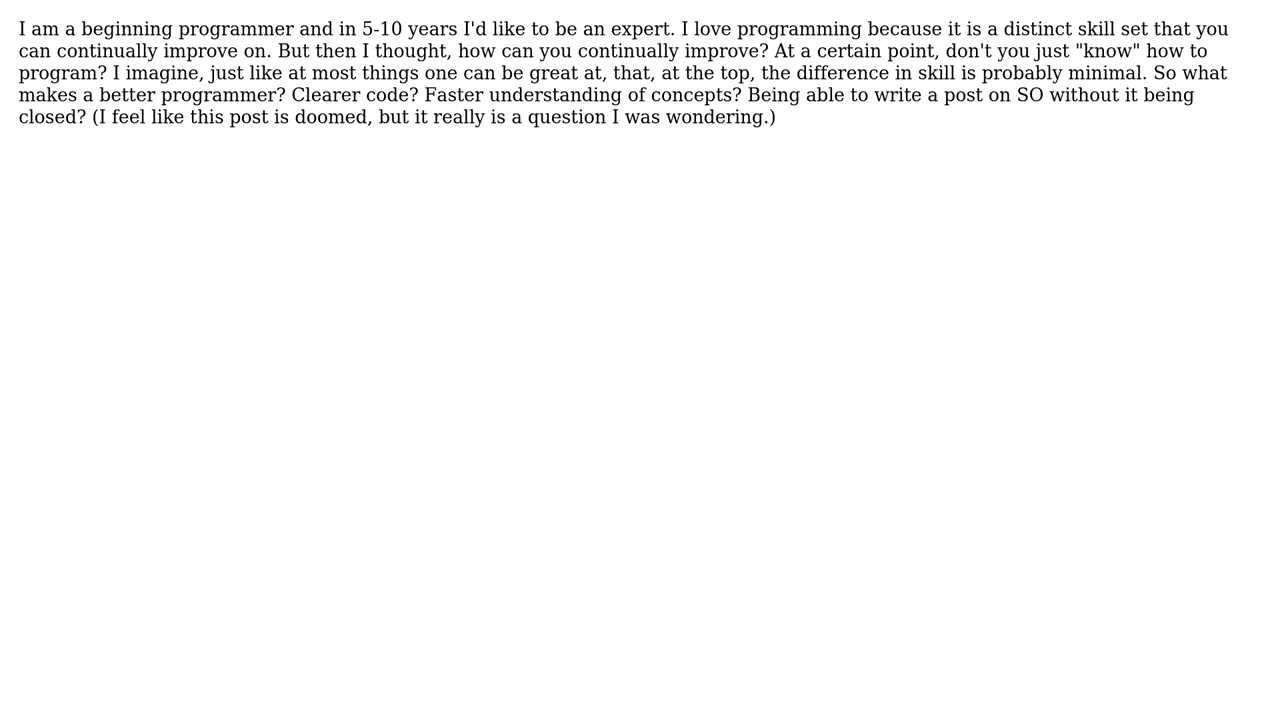 I am a beginning programmer and in 5-10 years I'd like to be an expert. I love programming because it is a distinct skill set that you
can continually improve on. But then I thought, how can you continually improve? At a certain point, don't you just "know" how to
program? I imagine, just like at most things one can be great at, that, at the top, the difference in skill is probably minimal. So what
makes a better programmer? Clearer code? Faster understanding of concepts? Being able to write a post on SO without it being
closed? (I feel like this post is doomed, but it really is a question I was wondering.)